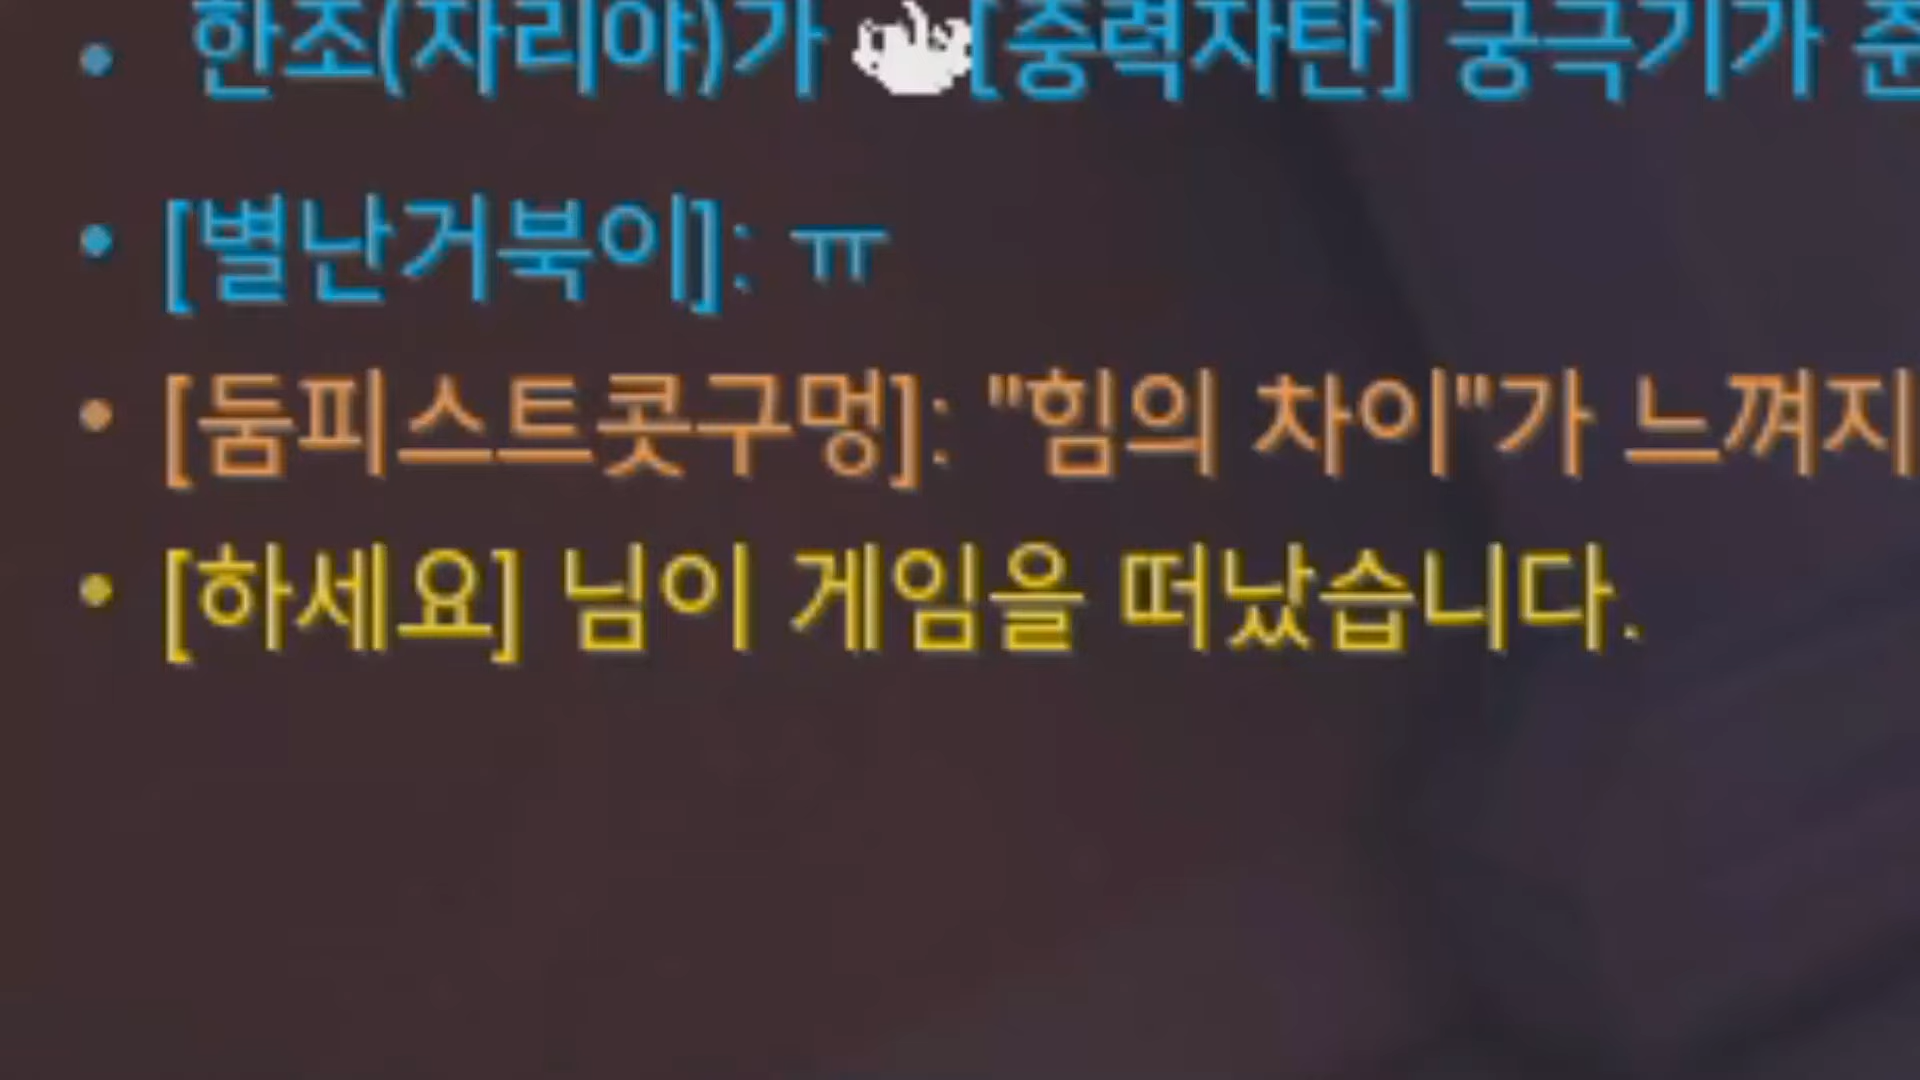 한조(자리야)가 [중력자탄] 궁극기가 준
[별난거북이]: ㅠ
[둠피스트콧구멍]: "힘의 차이"가 느껴지
[하세요] 님이 게임을 떠났습니다.